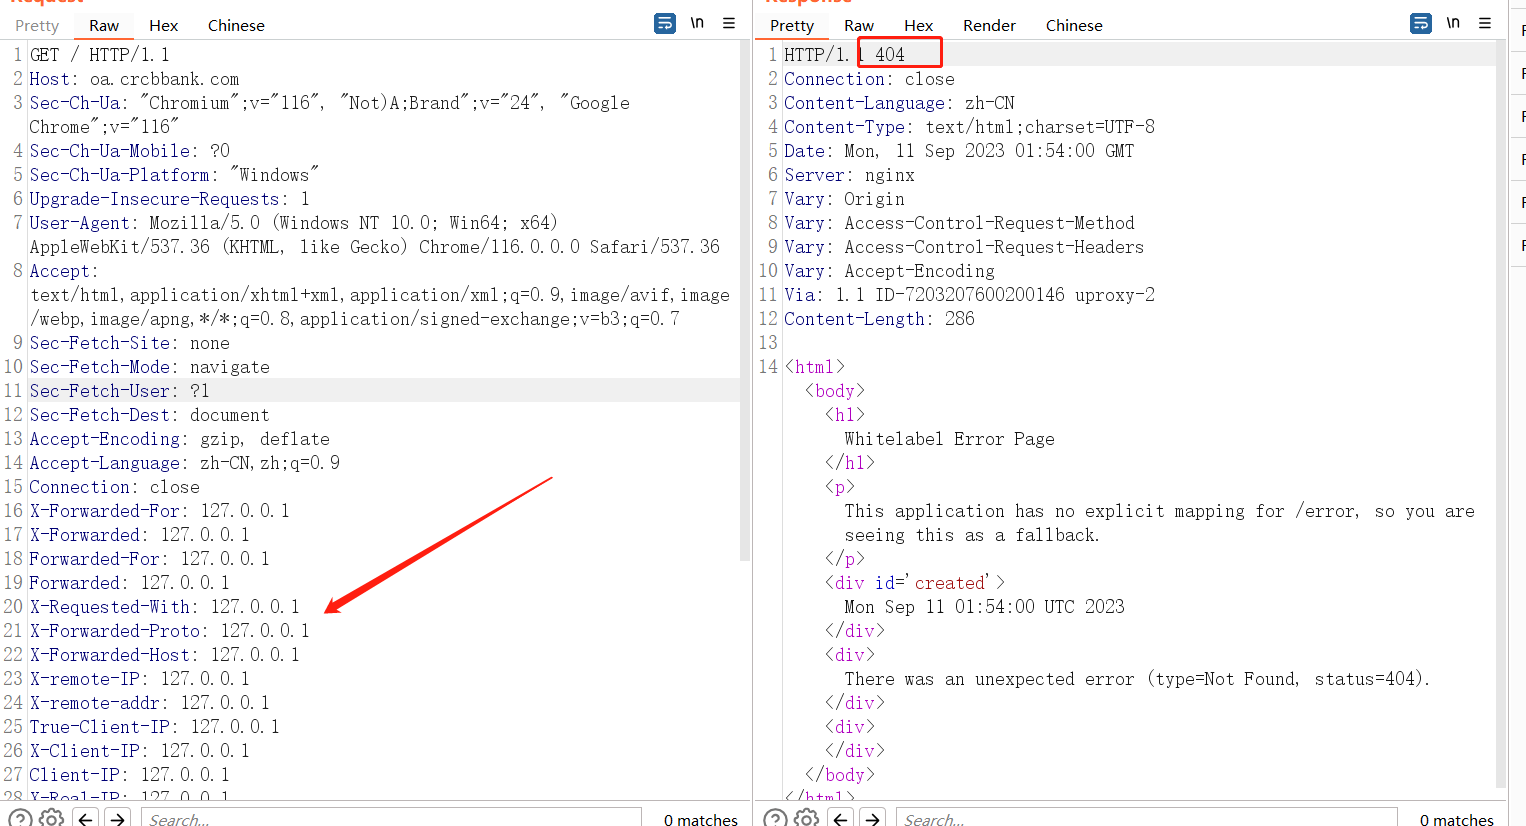 Request
Pretty Raw Hex Chinese
\n
1 GET / HTTP/1.1
2 Host: oa.crcbbank.com
3 Sec-Ch-Ua: "Chromium";v="116", "Not)A;Brand";v="24", "Google
Chrome";v="116"
4 Sec-Ch-Ua-Mobile: ?0
5 Sec-Ch-Ua-Platform: "Windows"
6 Upgrade-Insecure-Requests: 1
7 User-Agent: Mozilla/5.0 (Windows NT 10.0; Win64; x64)
AppleWebKit/537.36 (KHTML, like Gecko) Chrome/116.0.0.0 Safari/537.36
8 Accept:
text/html,application/xhtml+xml,application/xml;q=0.9,image/avif,image
/webp,image/apng,*/*;q=0.8,application/signed-exchange;v=b3;q=0.7
9 Sec-Fetch-Site: none
10 Sec-Fetch-Mode: navigate
11 Sec-Fetch-User: ?1
12 Sec-Fetch-Dest: document
13 Accept-Encoding: gzip, deflate
14 Accept-Language: zh-CN,zh;q=0.9
15 Connection: close
16 X-Forwarded-For: 127.0.0.1
17 X-Forwarded: 127.0.0.1
18 Forwarded-For: 127.0.0.1
19 Forwarded: 127.0.0.1
20 X-Requested-With: 127.0.0.1
21 X-Forwarded-Proto: 127.0.0.1
22 X-Forwarded-Host: 127.0.0.1
23 X-remote-IP: 127.0.0.1
24 X-remote-addr: 127.0.0.1
25 True-Client-IP: 127.0.0.1
26 X-Client-IP: 127.0.0.1
27 Client-IP: 127.0.0.1
28 X-Real-IP: 127.0.0.1
Search...
0 matches
Response
Pretty Raw Hex Render Chinese
\n
1 HTTP/1.1 404
2 Connection: close
3 Content-Language: zh-CN
4 Content-Type: text/html;charset=UTF-8
5 Date: Mon, 11 Sep 2023 01:54:00 GMT
6 Server: nginx
7 Vary: Origin
8 Vary: Access-Control-Request-Method
9 Vary: Access-Control-Request-Headers
10 Vary: Accept-Encoding
11 Via: 1.1 ID-7203207600200146 uproxy-2
12 Content-Length: 286
13
14 <html>
<body>
<h1>
Whitelabel Error Page
</h1>
<p>
This application has no explicit mapping for /error, so you are
seeing this as a fallback.
</p>
<div id='created'>
Mon Sep 11 01:54:00 UTC 2023
</div>
<div>
There was an unexpected error (type=Not Found, status=404).
</div>
<div>
</div>
</body>
</html>
Search...
0 matches